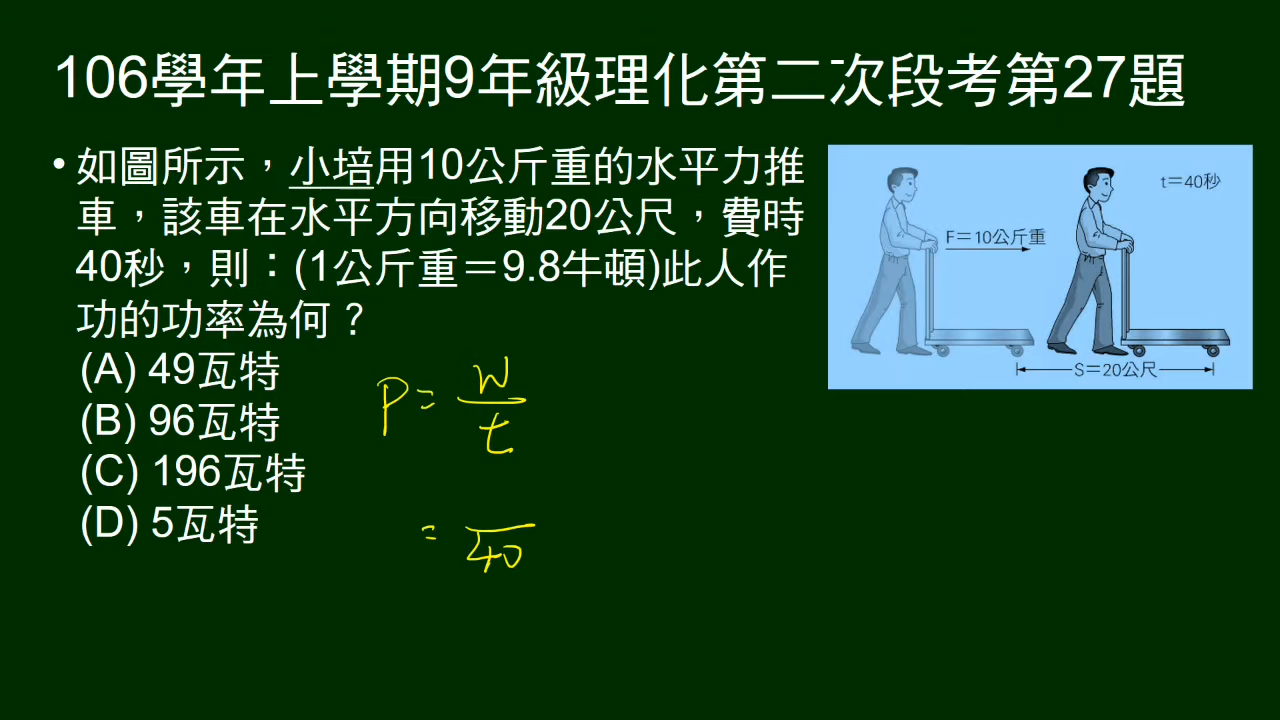 106學年上學期9年級理化第二次段考第27題
•如圖所示，小培用10公斤重的水平力推
車，該車在水平方向移動20公尺，費時
40秒，則：(1公斤重＝9.8牛頓)此人作
功的功率為何？
(A) 49瓦特
(B) 96瓦特
(C) 196瓦特
(D) 5瓦特
t＝40秒
F＝10公斤重
S＝20公尺
P = W
t
=
40